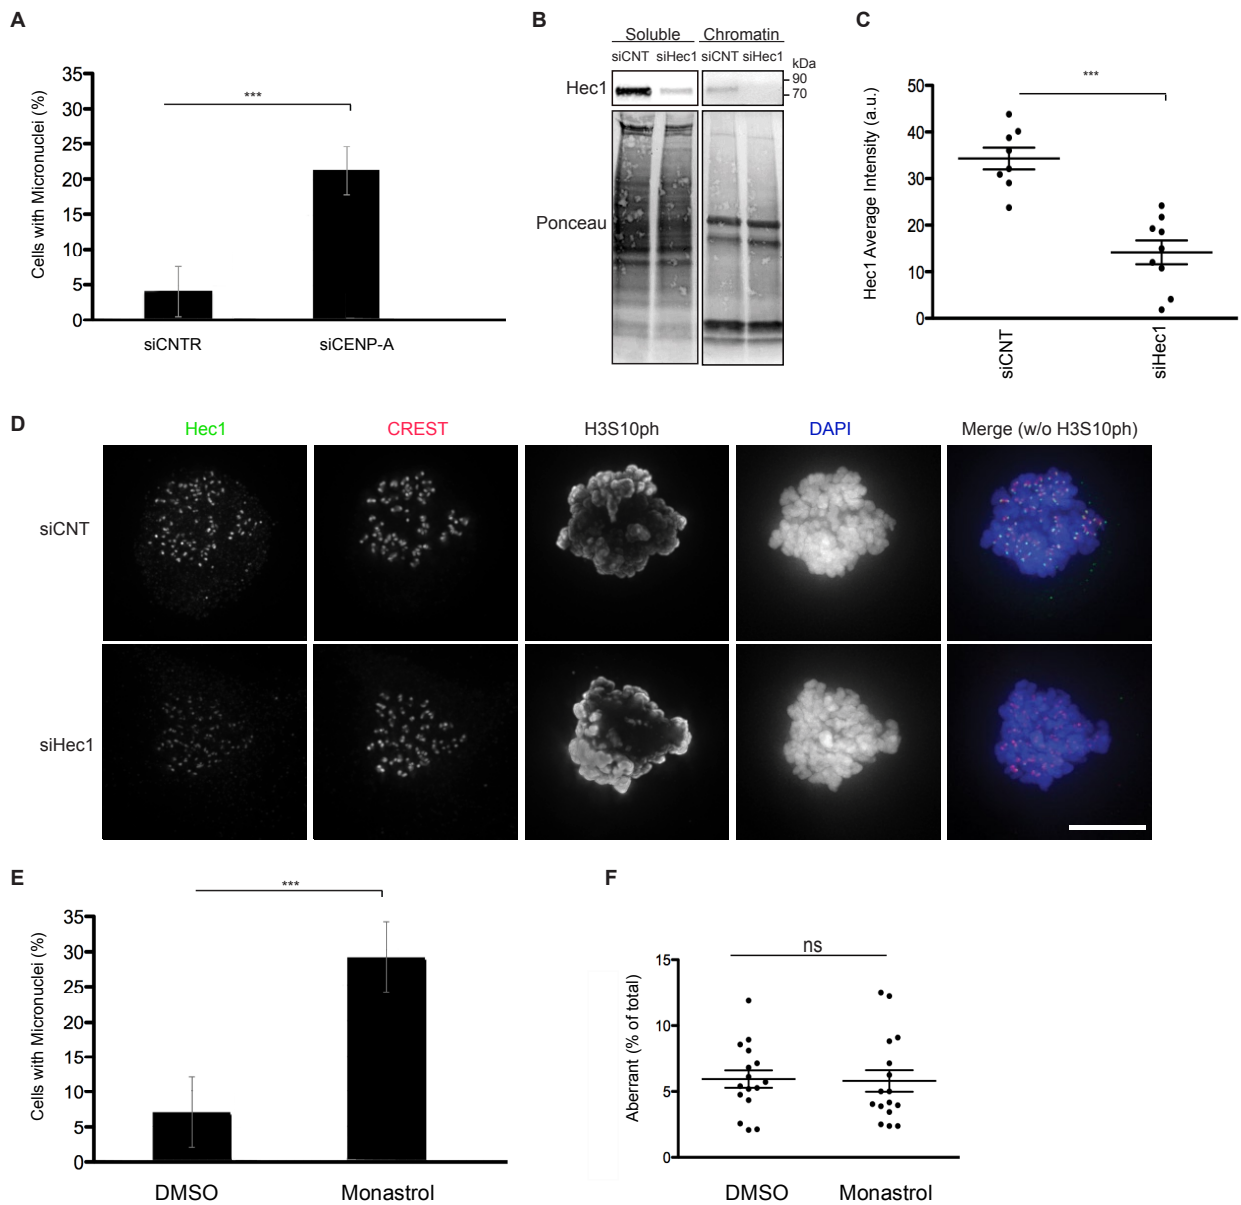 A
Cells with Micronuclei (%)
35
30
25
20
15
10
5
0
***
siCNTR
siCENP-A
B
Soluble Chromatin
siCNT siHec1 siCNT siHec1
kDa
Hec1
90
70
Ponceau
C
Hec1 Average Intensity (a.u.)
50
40
30
20
10
0
***
siCNT
siHec1
D
Hec1 CREST H3S10ph DAPI Merge (w/o H3S10ph)
siCNT
siHec1
E
Cells with Micronuclei (%)
35
30
25
20
15
10
5
0
***
DMSO
Monastrol
F
Aberrant (% of total)
15
10
5
0
ns
DMSO
Monastrol